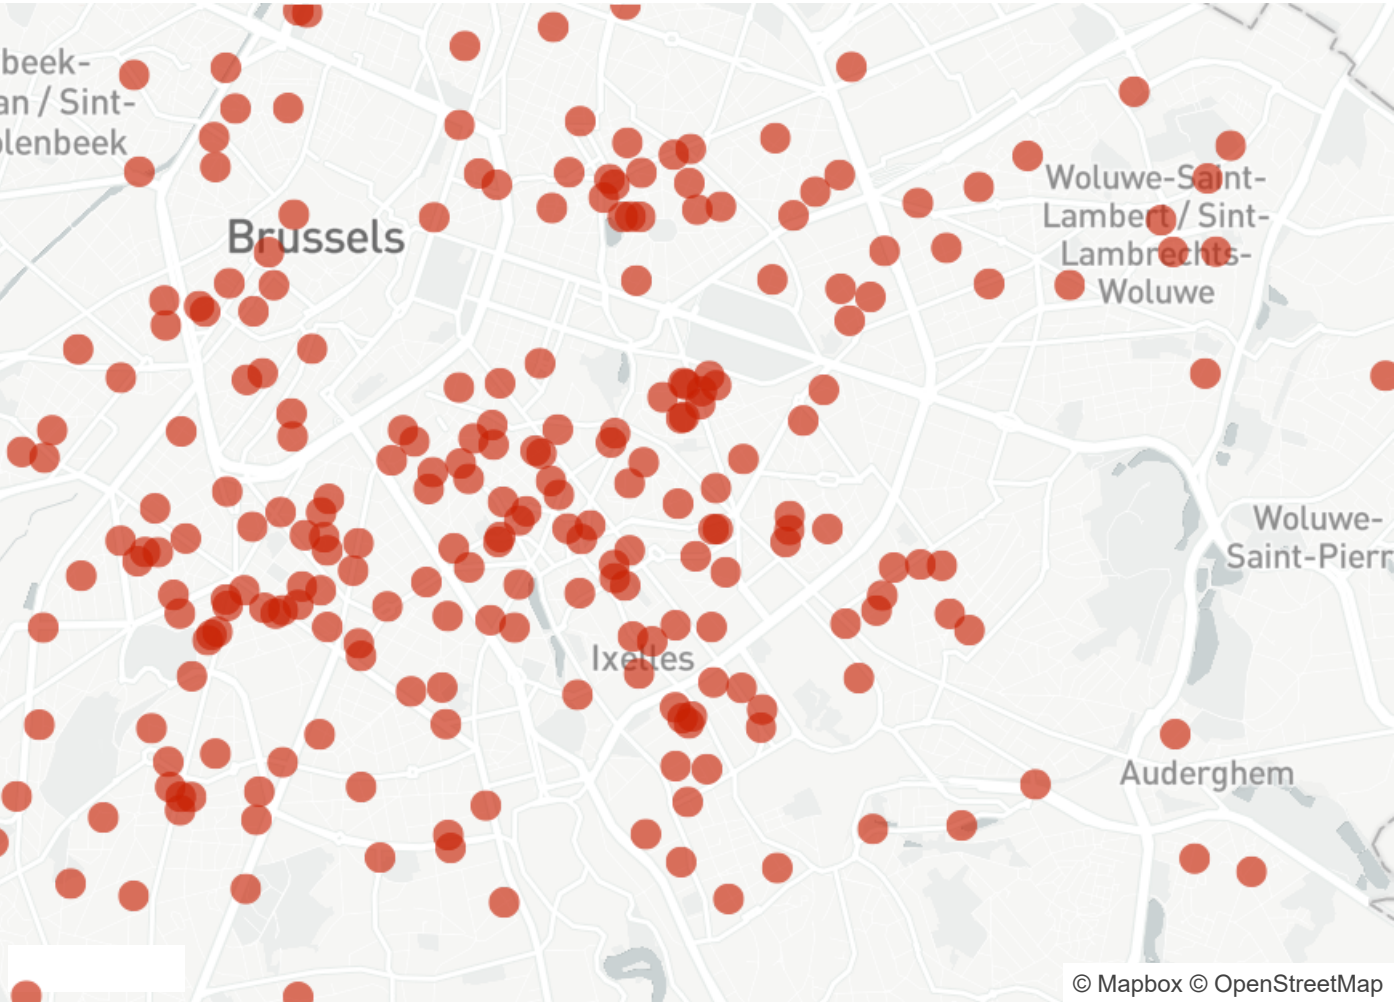 beek-
an / Sint-
olenbeek
Brussels
Woluwe-Saint-
Lambert / Sint-
Lambrechts-
Woluwe
Woluwe-
Saint-Pierr
Ixelles
Auderghem
© Mapbox © OpenStreetMap